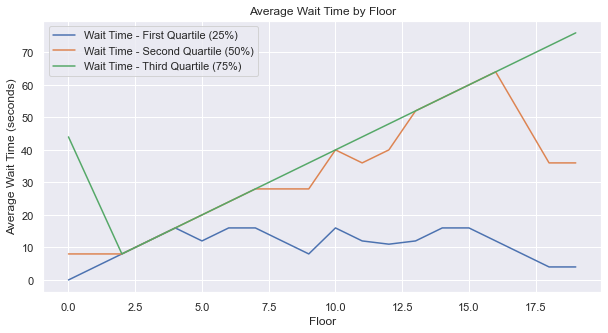 Average Wait Time by Floor
Wait Time - First Quartile (25%)
Wait Time - Second Quartile (50%)
Wait Time - Third Quartile (75%)
Average Wait Time (seconds)
70
60
50
40
30
20
10
0
0.0 2.5 5.0 7.5 10.0 12.5 15.0 17.5
Floor